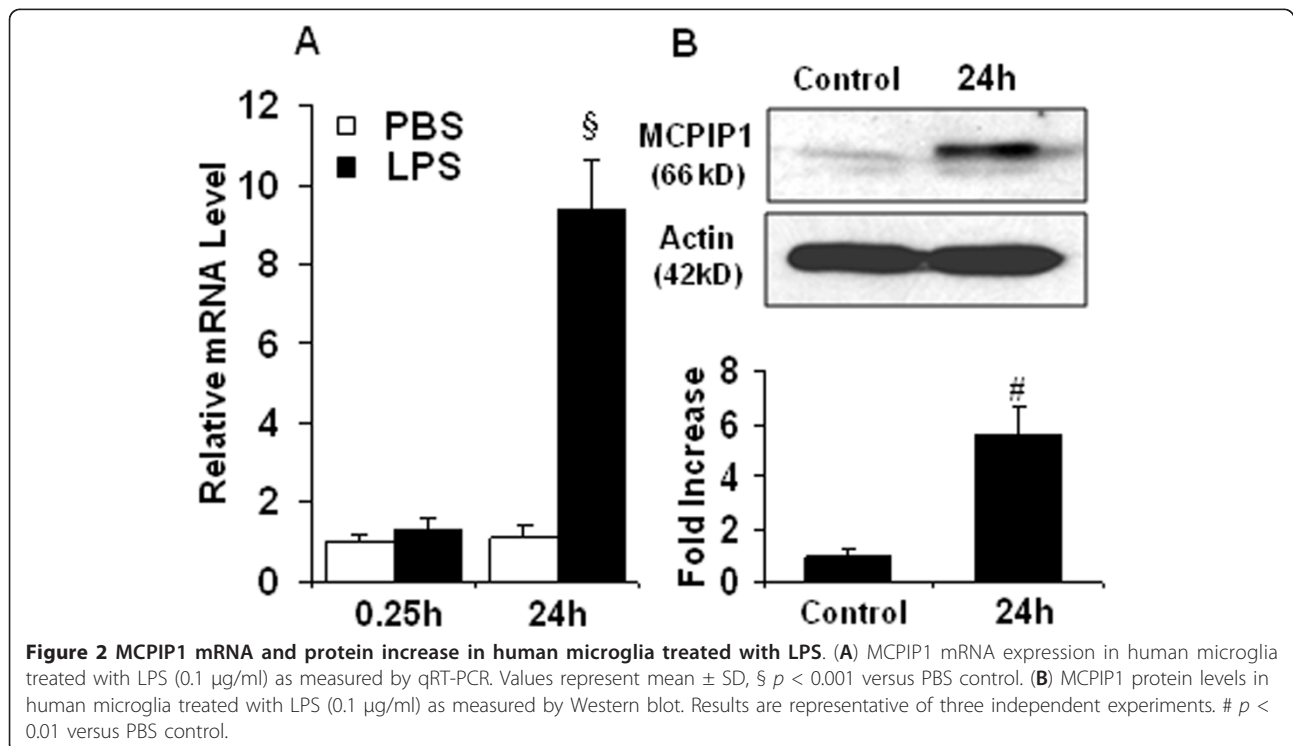 A
12
10
8
6
4
2
0
Relative mRNA Level
PBS
LPS
§
0.25h 24h
B
Control 24h
MCPIP1
(66 kD)
Actin
(42kD)
8
6
4
2
0
Fold Increase
#
Control 24h
Figure 2 MCPIP1 mRNA and protein increase in human microglia treated with LPS. (A) MCPIP1 mRNA expression in human microglia
treated with LPS (0.1 μg/ml) as measured by qRT-PCR. Values represent mean ± SD, § p < 0.001 versus PBS control. (B) MCPIP1 protein levels in
human microglia treated with LPS (0.1 μg/ml) as measured by Western blot. Results are representative of three independent experiments. # p <
0.01 versus PBS control.